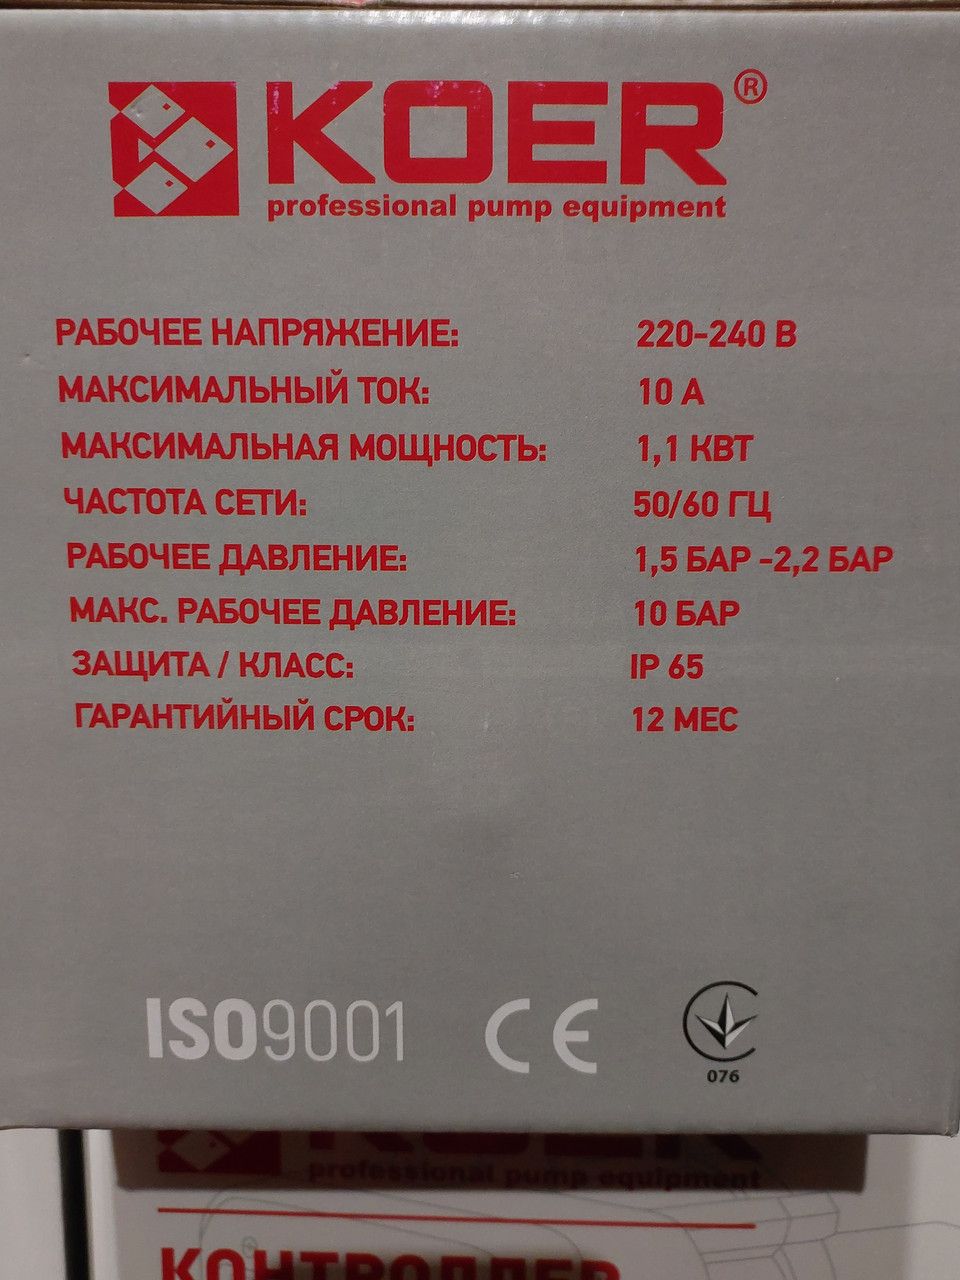 KOER®
professional pump equipment
РАБОЧЕЕ НАПРЯЖЕНИЕ: 220-240 В
МАКСИМАЛЬНЫЙ ТОК: 10 А
МАКСИМАЛЬНАЯ МОЩНОСТЬ: 1,1 КВТ
ЧАСТОТА СЕТИ: 50/60 ГЦ
РАБОЧЕЕ ДАВЛЕНИЕ: 1,5 БАР -2,2 БАР
МАКС. РАБОЧЕЕ ДАВЛЕНИЕ: 10 БАР
ЗАЩИТА / КЛАСС: IP 65
ГАРАНТИЙНЫЙ СРОК: 12 МЕС
ISO9001 CE
076
KOER
professional pump equipment
КОНТРОЛЛЕР